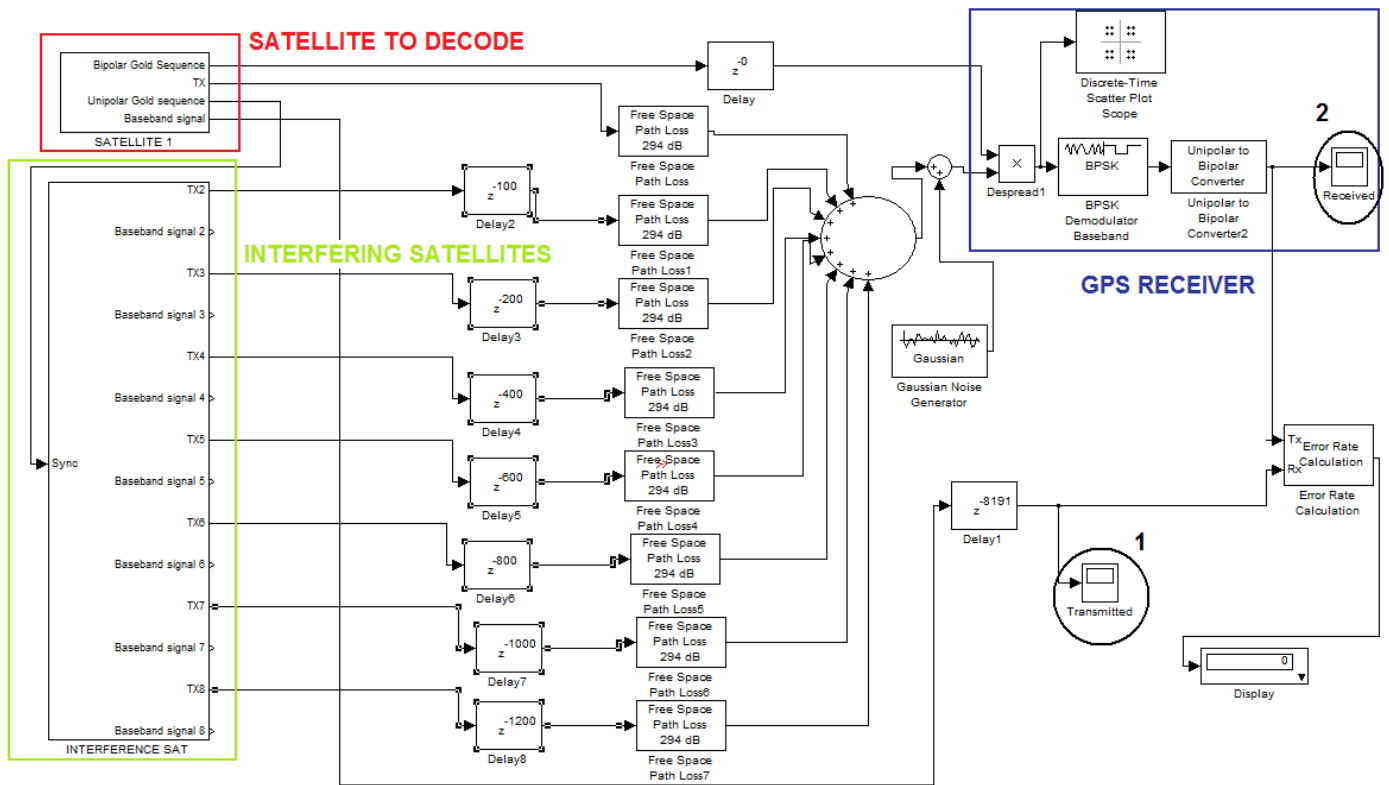 SATELLITE TO DECODE
Bipolar Gold Sequence
TX
Unipolar Gold sequence
Baseband signal
SATELLITE 1
INTERFERING SATELLITES
TX2
Baseband signal 2
TX3
Baseband signal 3
TX4
Baseband signal 4
TX5
Sync
Baseband signal 5
TX6
Baseband signal 6
TX7
Baseband signal 7
TX8
Baseband signal 8
INTERFERENCE SAT
z-0
Delay
z-100
Delay2
z-200
Delay3
z-400
Delay4
z-600
Delay5
z-800
Delay6
z-1000
Delay7
z-1200
Delay8
Free Space
Path Loss
294 dB
Free Space
Path Loss
Free Space
Path Loss
294 dB
Free Space
Path Loss1
Free Space
Path Loss
294 dB
Free Space
Path Loss2
Free Space
Path Loss
294 dB
Free Space
Path Loss3
Free Space
Path Loss
294 dB
Free Space
Path Loss4
Free Space
Path Loss
294 dB
Free Space
Path Loss5
Free Space
Path Loss
294 dB
Free Space
Path Loss6
Free Space
Path Loss
294 dB
Free Space
Path Loss7
Gaussian
Gaussian Noise
Generator
Discrete-Time
Scatter Plot
Scope
×
Despread1
BPSK
BPSK
Demodulator
Baseband
Unipolar to
Bipolar
Converter
Unipolar to
Bipolar
Converter2
2
Received
GPS RECEIVER
Tx
Rx
Error Rate
Calculation
Error Rate
Calculation
z-8191
Delay1
1
Transmitted
0
Display